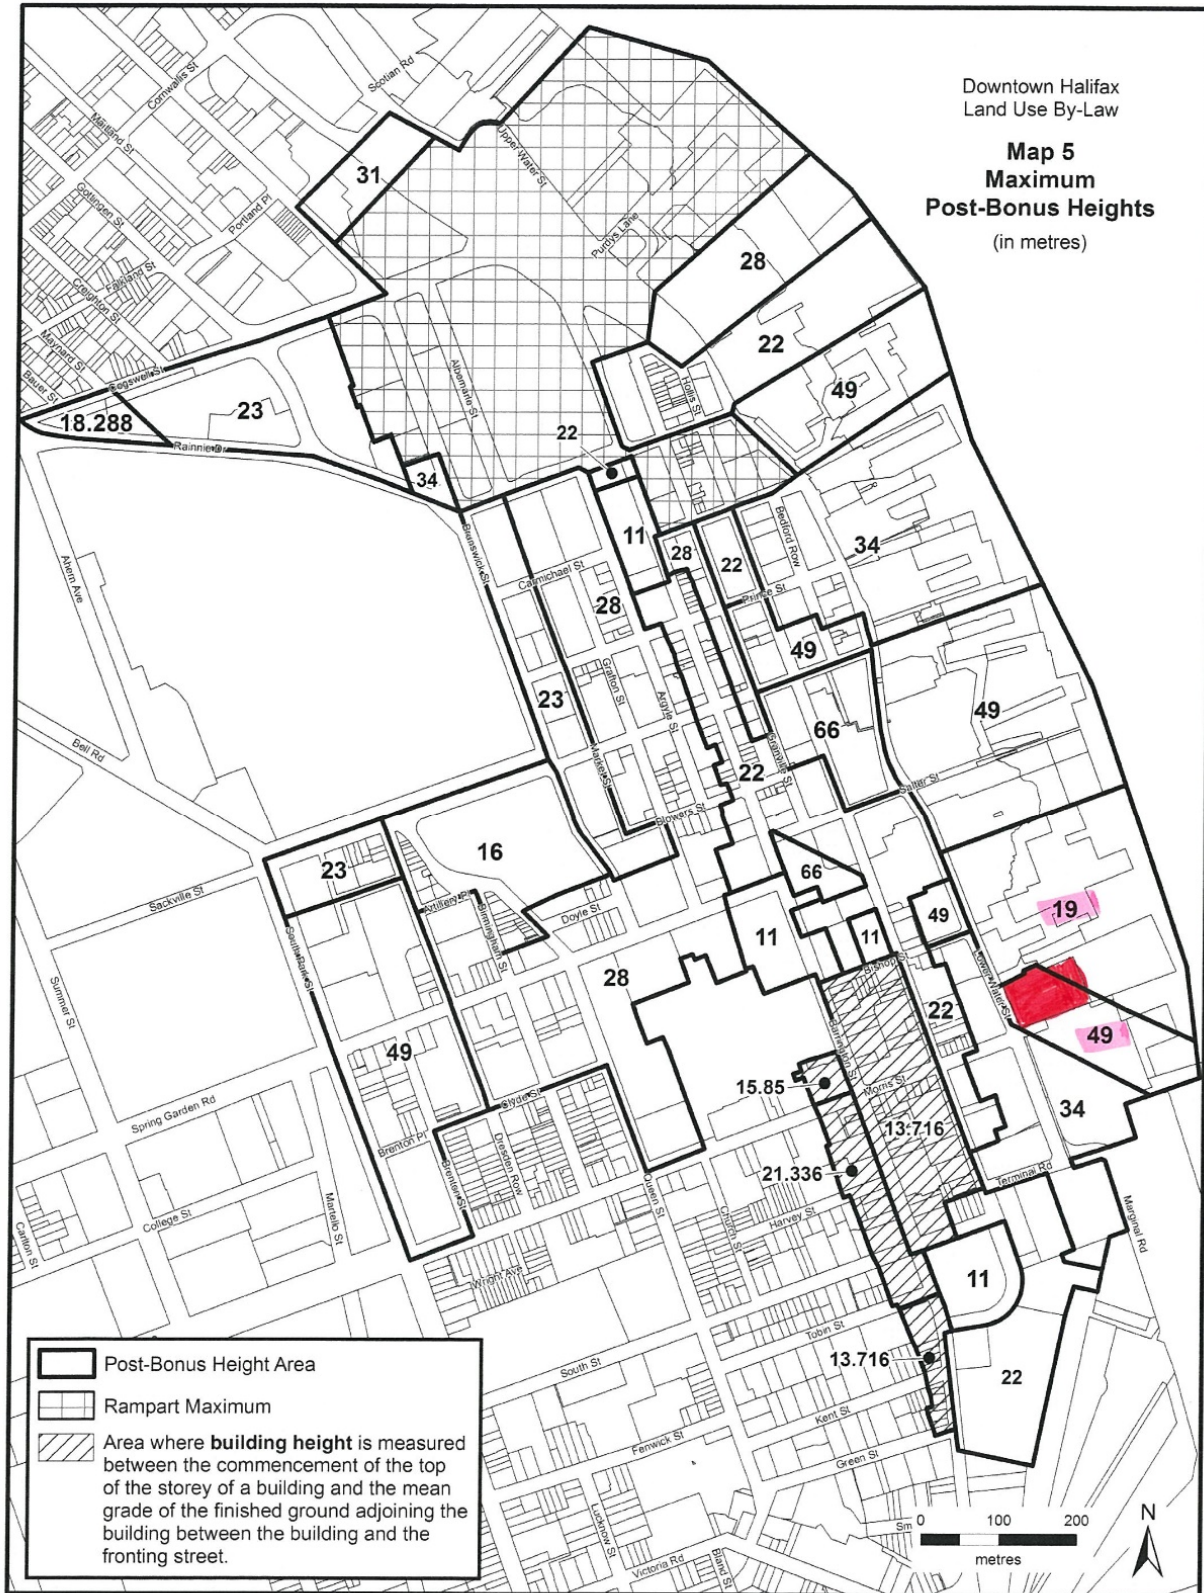 Downtown Halifax
Land Use By-Law
Map 5
Maximum
Post-Bonus Heights
(in metres)
Scotian Rd
Cornwallis St
Maitland St
Gottingen St
Portland Pl
Falkland St
Creighton St
Maynard St
Bauer St
Cogswell St
Rainnie Dr
Upper Water St
Purdys Lane
Albemarle St
Hollis St
31
28
22
49
18.288
23
22
34
11
28
22
34
Bedford Row
Prince St
Brunswick St
Carmichael St
Ahern Ave
28
49
Grafton St
Argyle St
23
66
49
Bell Rd
Market St
Granville St
22
Salter St
Blowers St
16
23
66
Sackville St
Artillery Pl
Birmingham St
Doyle St
19
49
11
11
Bishop St
South Park St
Summer St
28
Lower Water St
22
49
49
Barrington St
15.85
Morris St
13.716
34
Clyde St
Spring Garden Rd
Brenton Pl
Brenton St
Dresden Row
21.336
Terminal Rd
Queen St
Church St
Harvey St
Marginal Rd
College St
Martello St
Carlton St
Wright Ave
11
Tobin St
South St
13.716
22
Kent St
Fenwick St
Green St
Lucknow St
Victoria Rd
Bland St
Sm
Post-Bonus Height Area
Rampart Maximum
Area where building height is measured
between the commencement of the top
of the storey of a building and the mean
grade of the finished ground adjoining the
building between the building and the
fronting street.
0 100 200
metres
N